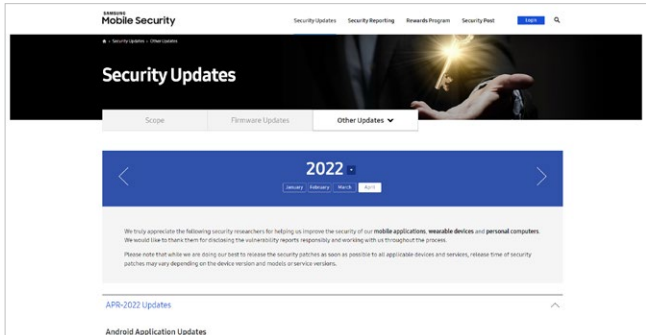 SAMSUNG
Mobile Security
Security Updates Security Reporting Rewards Program Security Post Login
Security Updates > Other Updates
Security Updates
Scope Firmware Updates Other Updates
2022
January February March April
We truly appreciate the following security researchers for helping us improve the security of our mobile applications, wearable devices and personal computers.
We would like to thank them for disclosing the vulnerability reports responsibly and working with us throughout the process.
Please note that while we are doing our best to release the security patches as soon as possible to all applicable devices and services, release time of security
patches may vary depending on the device version and models or service versions.
APR-2022 Updates
Android Application Updates